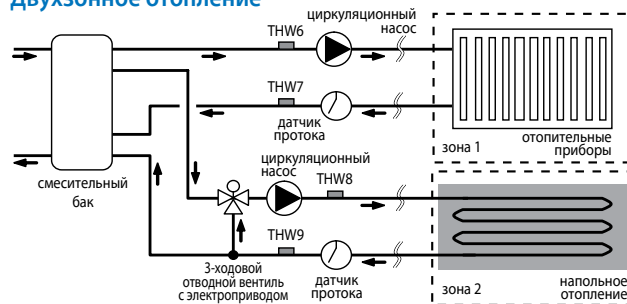 Двухзонное отопление
циркуляционный
насос
THW6
THW7
датчик
протока
зона 1
отопительные
приборы
смесительный
бак
циркуляционный
насос
THW8
THW9
3-ходовой
отводной вентиль
с электроприводом
датчик
протока
зона 2
напольное
отопление